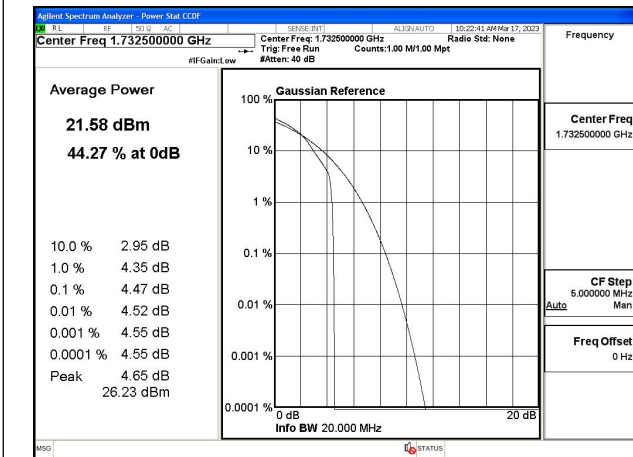 Agilent Spectrum Analyzer - Power Stat CCDF
RL RF 50 Ω AC SENSE:INT ALIGN AUTO 10:22:41 AM Mar 17, 2023
Center Freq 1.732500000 GHz
Center Freq: 1.732500000 GHz Radio Std: None
Trig: Free Run Counts:1.00 M/1.00 Mpt
#IFGain:Low #Atten: 40 dB
Frequency
Average Power
21.58 dBm
44.27 % at 0dB
10.0 % 2.95 dB
1.0 % 4.35 dB
0.1 % 4.47 dB
0.01 % 4.52 dB
0.001 % 4.55 dB
0.0001 % 4.55 dB
Peak 4.65 dB
26.23 dBm
Gaussian Reference
100 %
10 %
1 %
0.1 %
0.01 %
0.001 %
0.0001 %
0 dB 20 dB
Info BW 20.000 MHz
Center Freq
1.732500000 GHz
CF Step
5.000000 MHz
Auto Man
Freq Offset
0 Hz
MSG STATUS